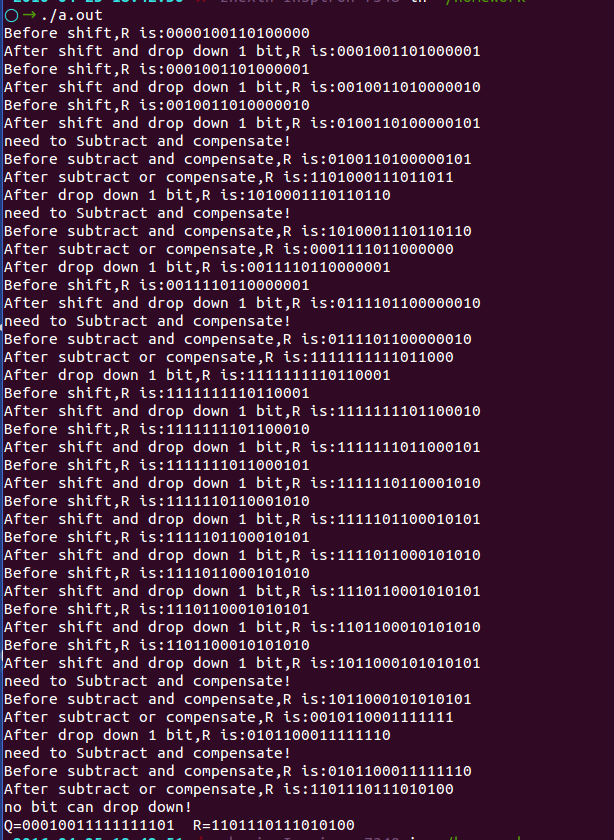 ./a.out
Before shift,R is:0000100110100000
After shift and drop down 1 bit,R is:0001001101000001
Before shift,R is:0001001101000001
After shift and drop down 1 bit,R is:0010011010000010
Before shift,R is:0010011010000010
After shift and drop down 1 bit,R is:0100110100000101
need to Subtract and compensate!
Before subtract and compensate,R is:0100110100000101
After subtract or compensate,R is:1101000111011011
After drop down 1 bit,R is:1010001110110110
need to Subtract and compensate!
Before subtract and compensate,R is:1010001110110110
After subtract or compensate,R is:0001111011000000
After drop down 1 bit,R is:0011110110000001
Before shift,R is:0011110110000001
After shift and drop down 1 bit,R is:0111101100000010
need to Subtract and compensate!
Before subtract and compensate,R is:0111101100000010
After subtract or compensate,R is:1111111111011000
After drop down 1 bit,R is:1111111110110001
Before shift,R is:1111111110110001
After shift and drop down 1 bit,R is:1111111101100010
Before shift,R is:1111111101100010
After shift and drop down 1 bit,R is:1111111011000101
Before shift,R is:1111111011000101
After shift and drop down 1 bit,R is:1111110110001010
Before shift,R is:1111110110001010
After shift and drop down 1 bit,R is:1111101100010101
Before shift,R is:1111101100010101
After shift and drop down 1 bit,R is:1111011000101010
Before shift,R is:1111011000101010
After shift and drop down 1 bit,R is:1110110001010101
Before shift,R is:1110110001010101
After shift and drop down 1 bit,R is:1101100010101010
Before shift,R is:1101100010101010
After shift and drop down 1 bit,R is:1011000101010101
need to Subtract and compensate!
Before subtract and compensate,R is:1011000101010101
After subtract or compensate,R is:0010110001111111
After drop down 1 bit,R is:0101100011111110
need to Subtract and compensate!
Before subtract and compensate,R is:0101100011111110
After subtract or compensate,R is:1101110111010100
no bit can drop down!
Q=00010011111111101 R=1101110111010100